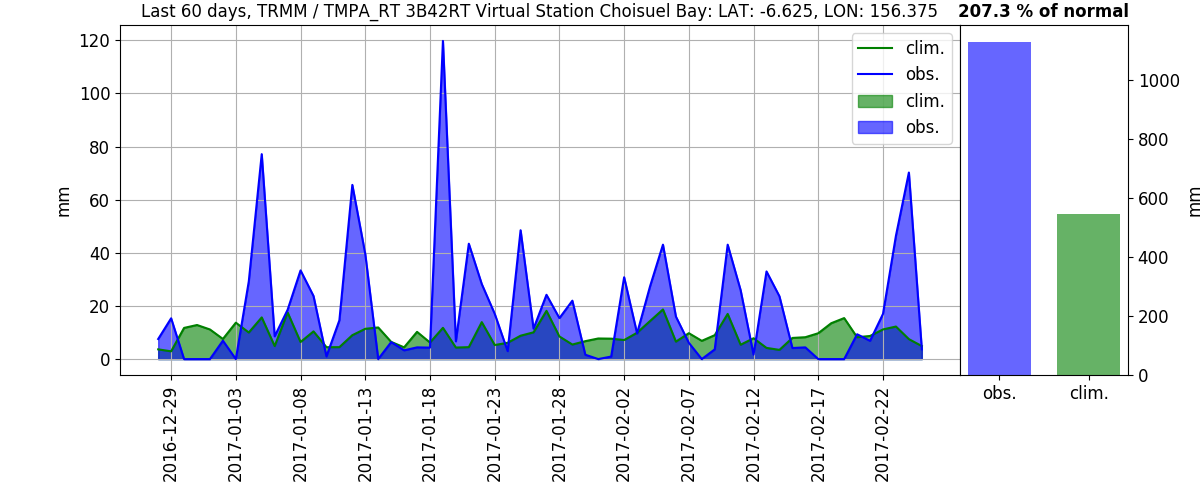 Last 60 days, TRMM / TMPA_RT 3B42RT Virtual Station Choisuel Bay: LAT: -6.625, LON: 156.375 207.3 % of normal
120
100
80
60
40
20
0
mm
clim.
obs.
clim.
obs.
1000
800
600
400
200
0
mm
2016-12-29
2017-01-03
2017-01-08
2017-01-13
2017-01-18
2017-01-23
2017-01-28
2017-02-02
2017-02-07
2017-02-12
2017-02-17
2017-02-22
obs.
clim.